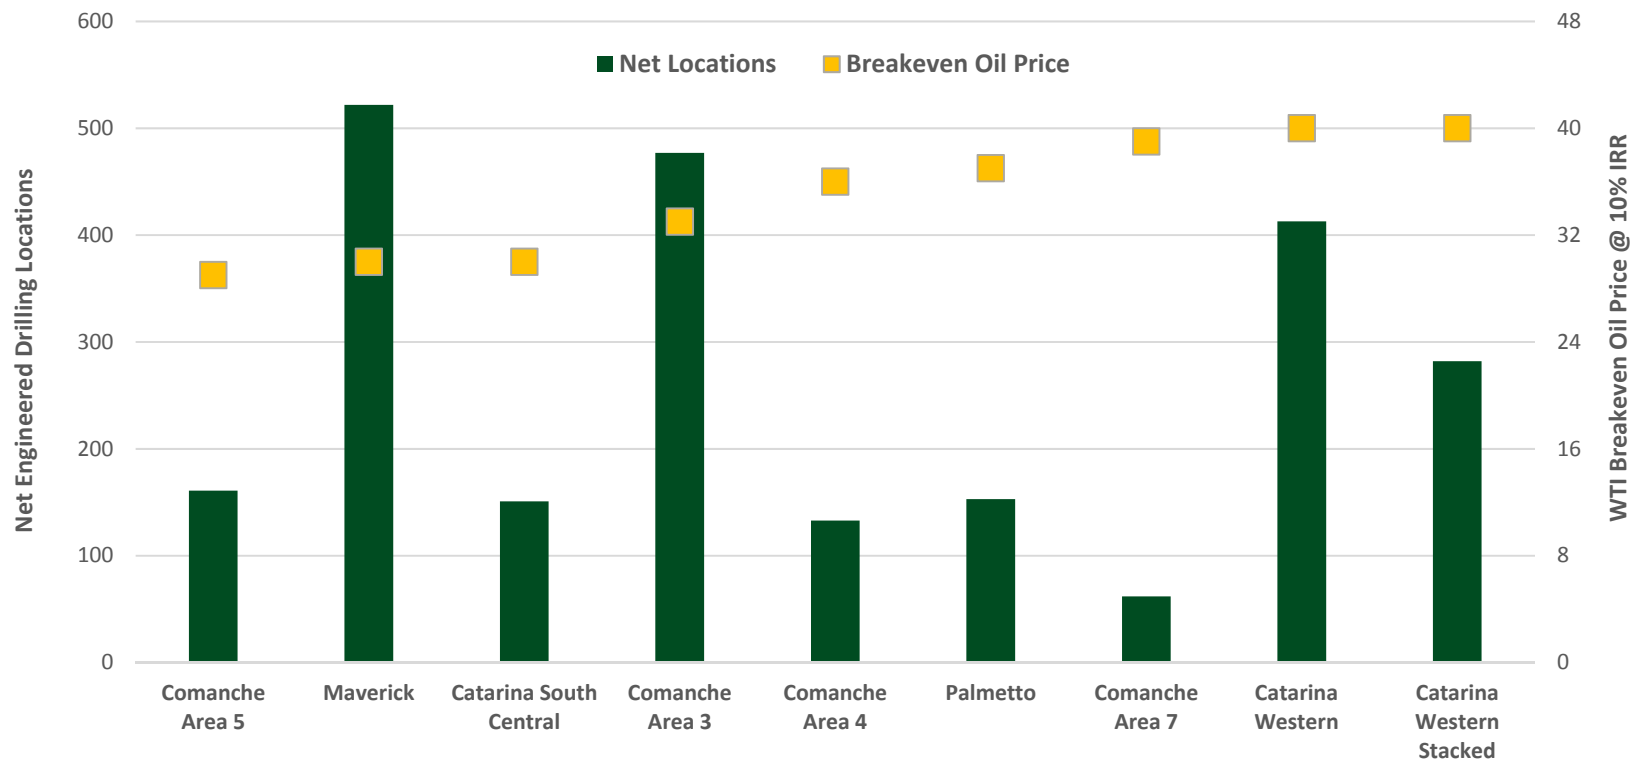 600
500
400
300
200
100
0
Net Engineered Drilling Locations
Net Locations
Breakeven Oil Price
48
40
32
24
16
8
0
WTI Breakeven Oil Price @ 10% IRR
Comanche
Area 5
Maverick
Catarina South
Central
Comanche
Area 3
Comanche
Area 4
Palmetto
Comanche
Area 7
Catarina
Western
Catarina
Western
Stacked